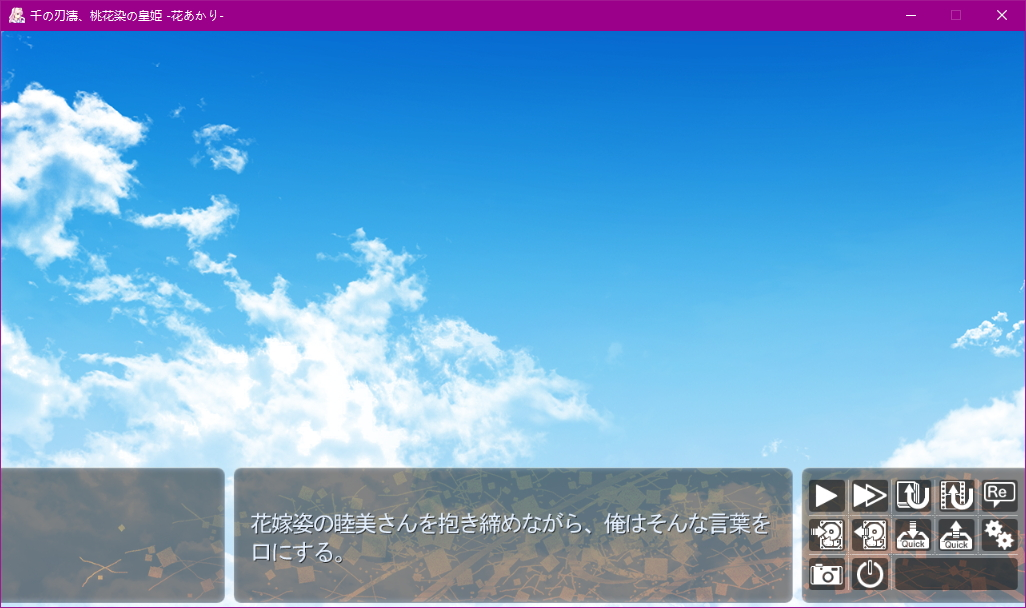 千の刃濤、桃花染の皇姫 -花あかり-
花嫁姿の睦美さんを抱き締めながら、俺はそんな言葉を
口にする。
Re
Quick
Quick